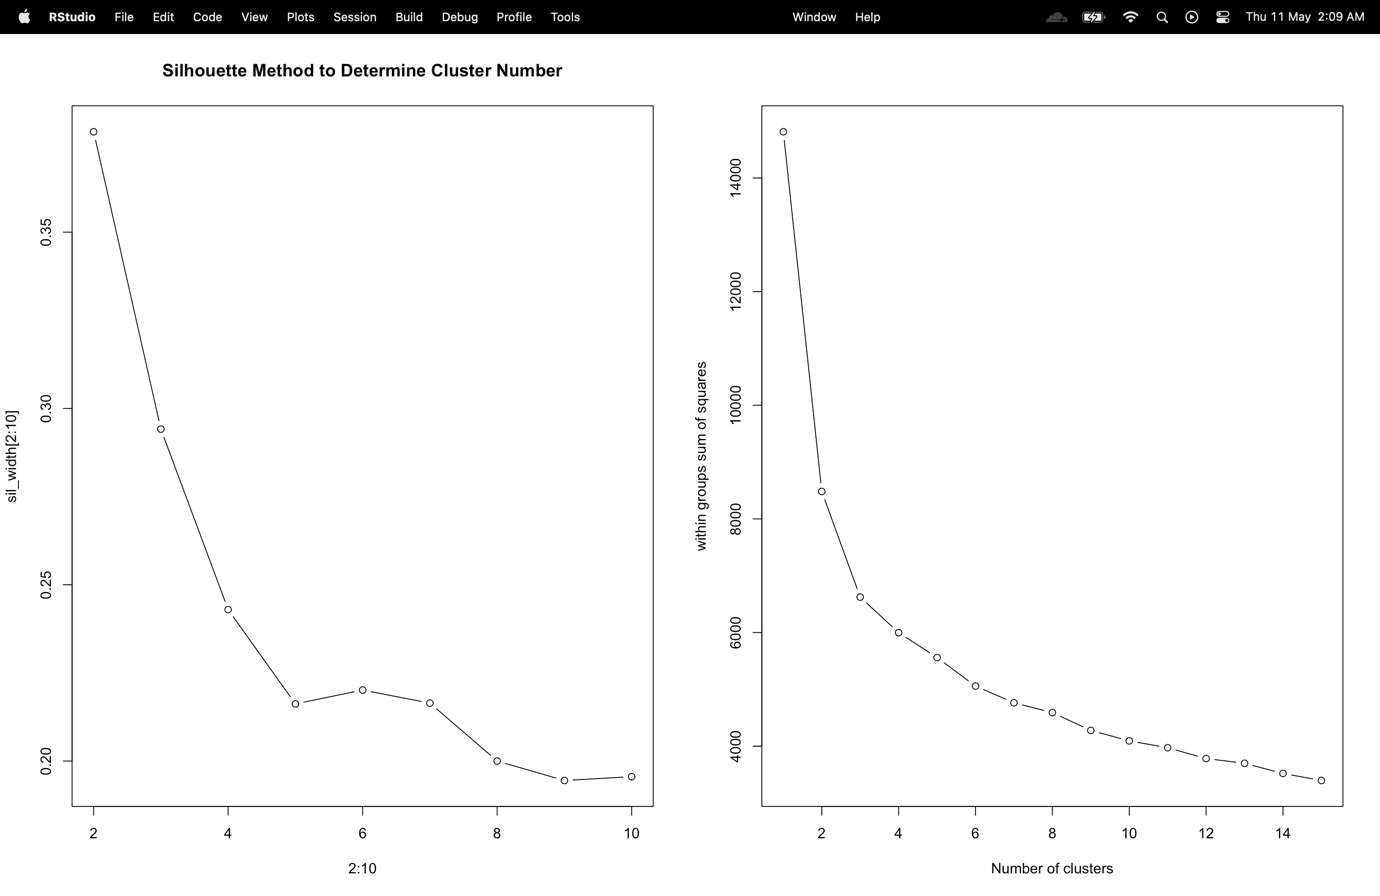 RStudio File Edit Code View Plots Session Build Debug Profile Tools Window Help Thu 11 May 2:09 AM
Silhouette Method to Determine Cluster Number
sil_width[2:10]
0.35
0.30
0.25
0.20
2 4 6 8 10
2:10
within groups sum of squares
14000
12000
10000
8000
6000
4000
2 4 6 8 10 12 14
Number of clusters